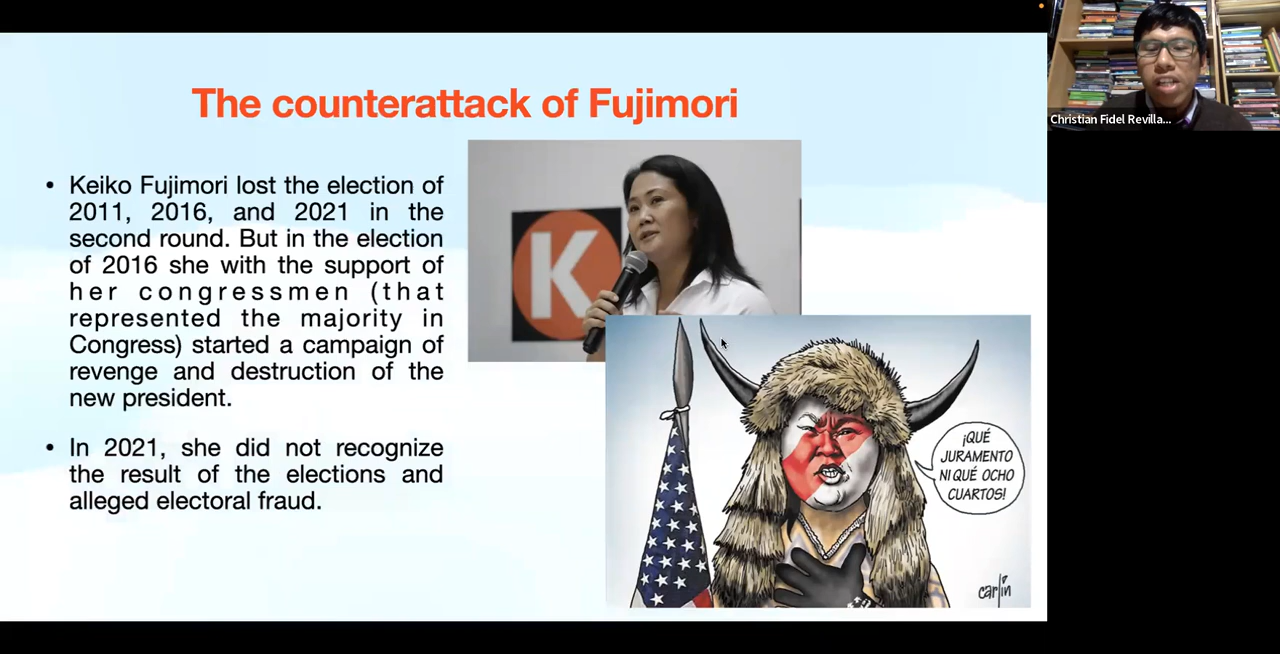 The counterattack of Fujimori
• Keiko Fujimori lost the election of
2011, 2016, and 2021 in the
second round. But in the election
of 2016 she with the support of
her congressmen (that
represented the majority in
Congress) started a campaign of
revenge and destruction of the
new president.
• In 2021, she did not recognize
the result of the elections and
alleged electoral fraud.
K
¡QUÉ
JURAMENTO
NI QUÉ OCHO
CUARTOS!
carlín
Christian Fidel Revilla...